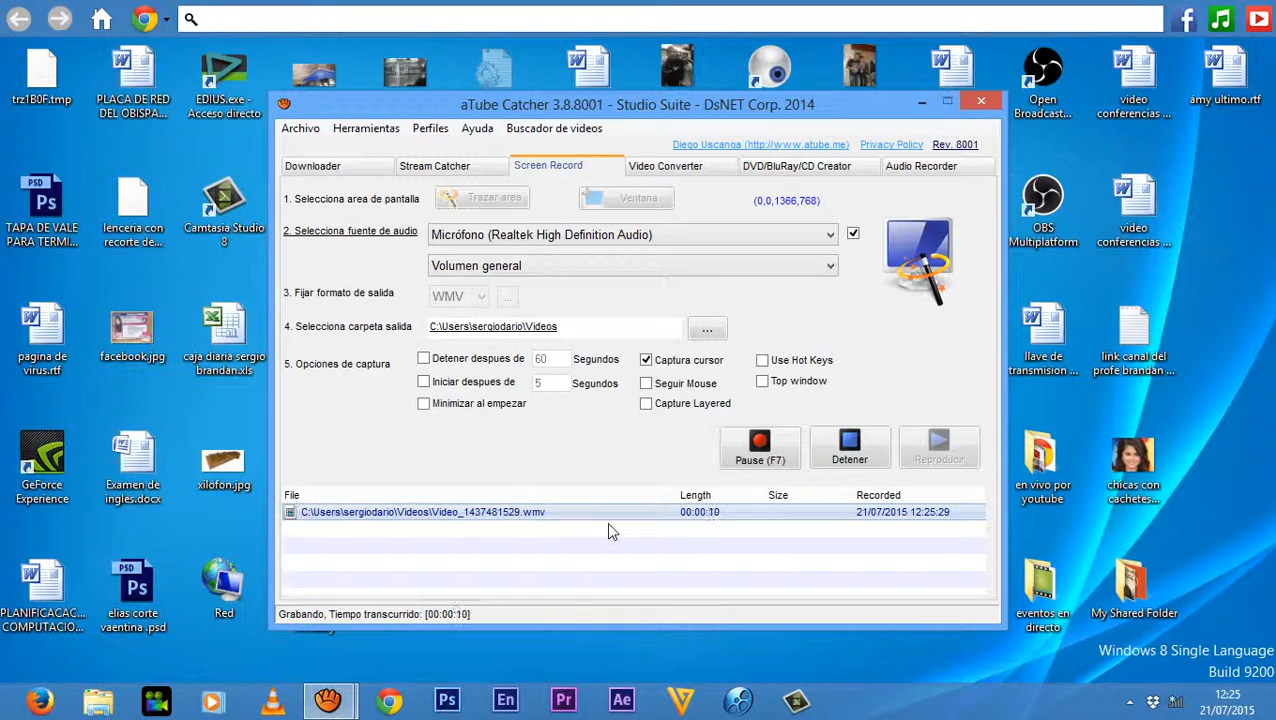 trz1B0F.tmp
PLACA DE RED
DEL OBISPA...
EDIUS.exe -
Acceso directo
Open
Broadcast...
video
conferencias ...
amy ultimo.rtf
aTube Catcher 3.8.8001 - Studio Suite - DsNET Corp. 2014
Archivo Herramientas Perfiles Ayuda Buscador de videos
Diego Uscanga (http://www.atube.me) Privacy Policy Rev. 8001
Downloader Stream Catcher Screen Record Video Converter DVD/BluRay/CD Creator Audio Recorder
1. Selecciona area de pantalla Trazar area Ventana (0,0,1366,768)
2. Selecciona fuente de audio Micrófono (Realtek High Definition Audio)
Volumen general
3. Fijar formato de salida WMV ...
4. Selecciona carpeta salida C:\Users\sergiodario\Videos ...
5. Opciones de captura
Detener despues de 60 Segundos Captura cursor Use Hot Keys
Iniciar despues de 5 Segundos Seguir Mouse Top window
Minimizar al empezar Capture Layered
Pause (F7) Detener Reproducir
File Length Size Recorded
C:\Users\sergiodario\Videos\Video_1437481529.wmv 00:00:10 21/07/2015 12:25:29
Grabando, Tiempo transcurrido: [00:00:10]
PSD
TAPA DE VALE
PARA TERMI...
lenceria con
recorte de...
Camtasia Studio
8
OBS
Multiplatform
video
conferencias ...
pagina de
virus.rtf
facebook.jpg
caja diaria sergio
brandan.xls
llave de
transmision ...
link canal del
profe brandan ...
GeForce
Experience
Examen de
ingles.docx
xilofon.jpg
en vivo por
youtube
chicas con
cachetes...
PLANIFICACAC...
COMPUTACIO...
PSD
elias corte
vaentina .psd
Red
eventos en
directo
My Shared Folder
Windows 8 Single Language
Build 9200
Ps En Pr Ae
12:25
21/07/2015